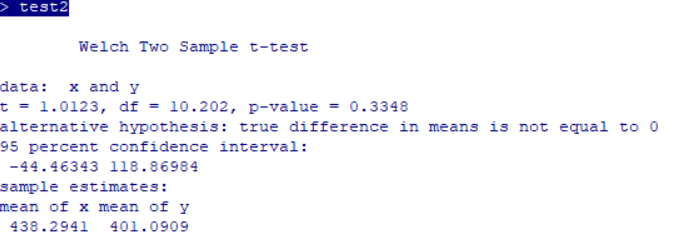 > test2
Welch Two Sample t-test
data:  x and y
t = 1.0123, df = 10.202, p-value = 0.3348
alternative hypothesis: true difference in means is not equal to 0
95 percent confidence interval:
-44.46343 118.86984
sample estimates:
mean of x mean of y
438.2941  401.0909